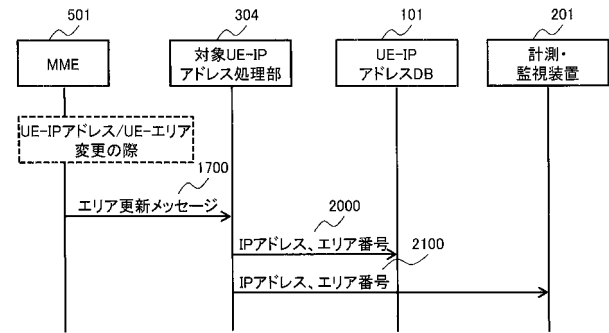 501
304
101
201
MME
対象UE-IP
アドレス処理部
UE-IP
アドレスDB
計測・
監視装置
UE-IPアドレス/UE-エリア
変更の際
1700
エリア更新メッセージ
2000
IPアドレス、エリア番号
2100
IPアドレス、エリア番号